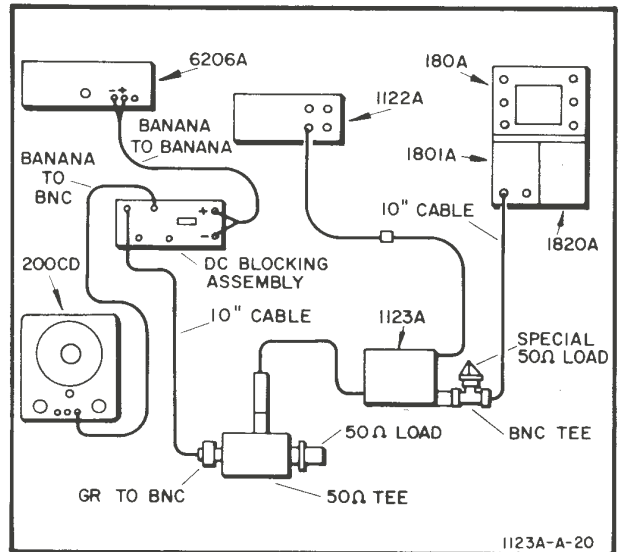 6206A
180A
1122A
BANANA
TO BANANA
1801A
BANANA
TO
BNC
10" CABLE
1820A
200CD
DC BLOCKING
ASSEMBLY
10" CABLE
1123A
SPECIAL
50Ω LOAD
BNC TEE
50Ω LOAD
GR TO BNC
50Ω TEE
1123A-A-20
- +
+
-